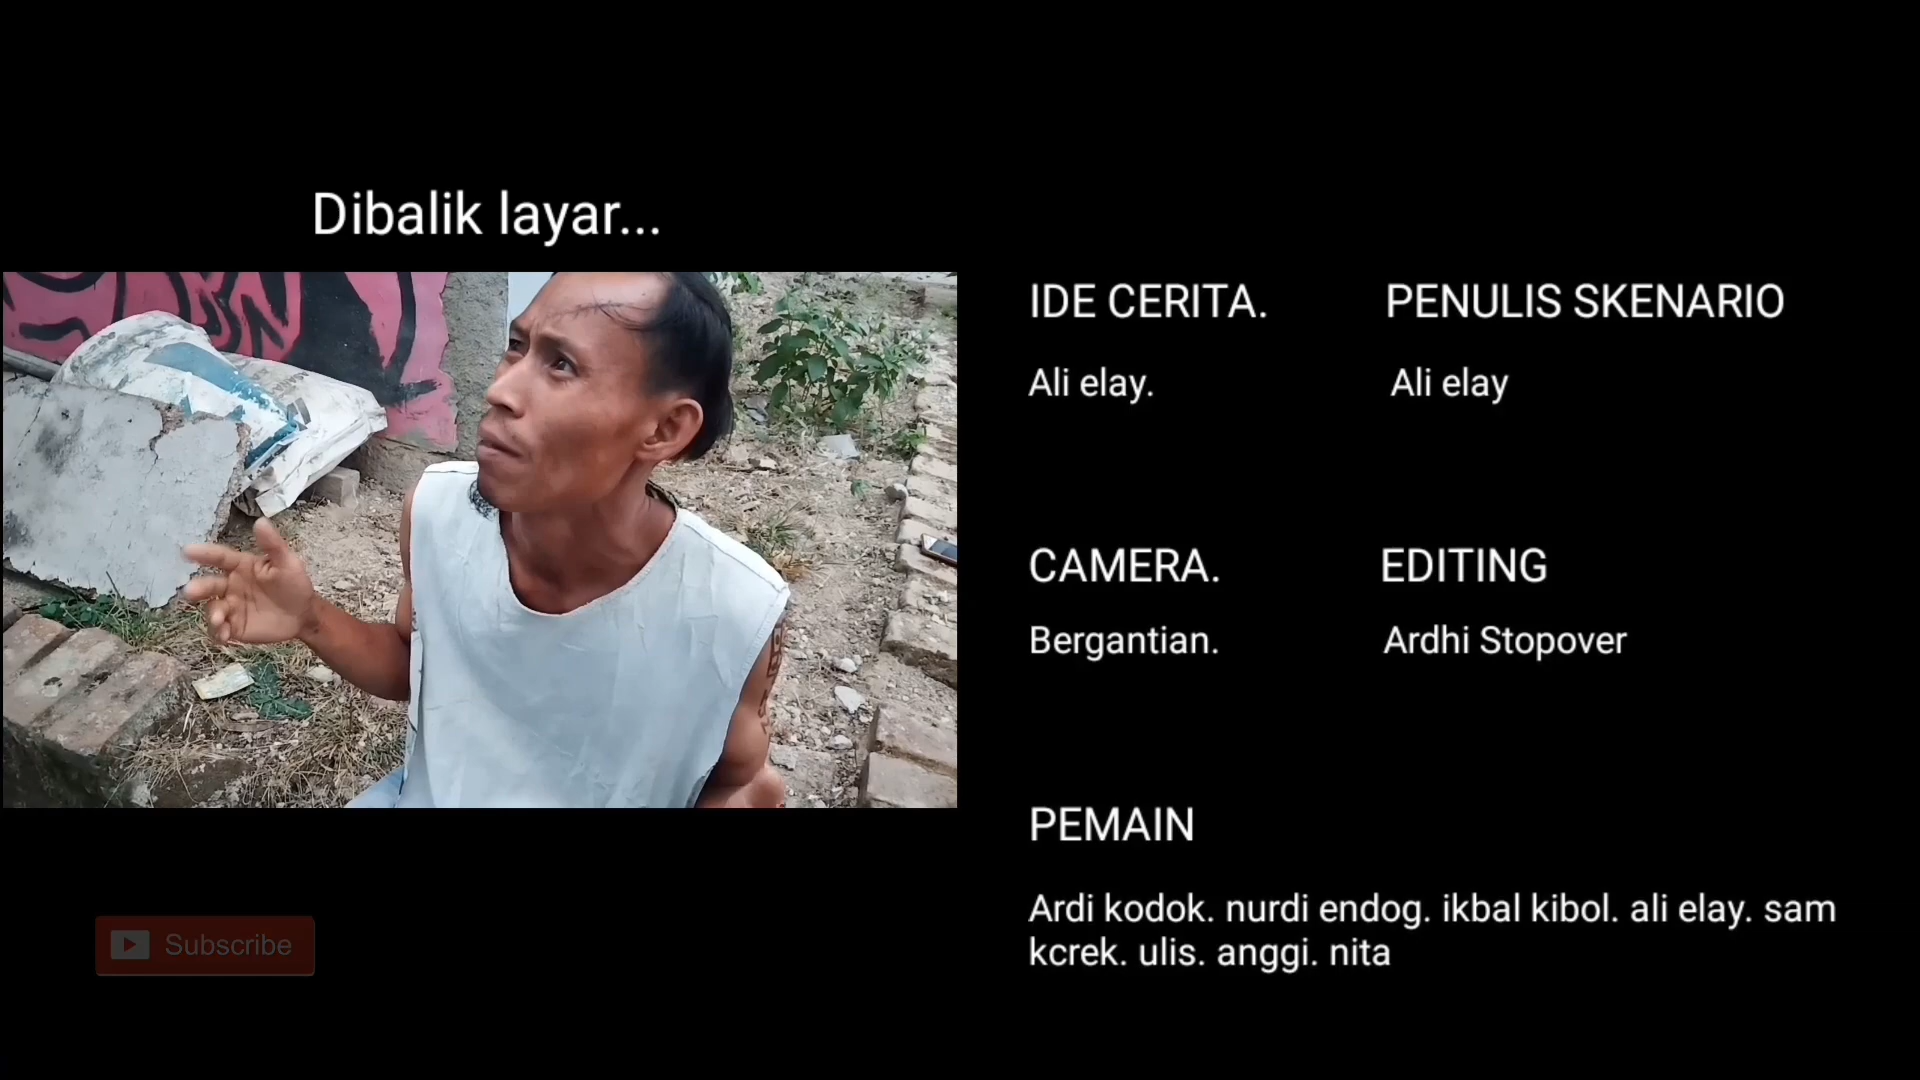 Dibalik layar...
IDE CERITA.
PENULIS SKENARIO
Ali elay.
Ali elay
CAMERA.
EDITING
Bergantian.
Ardhi Stopover
PEMAIN
Ardi kodok. nurdi endog. ikbal kibol. ali elay. sam
kcrek. ulis. anggi. nita
Subscribe